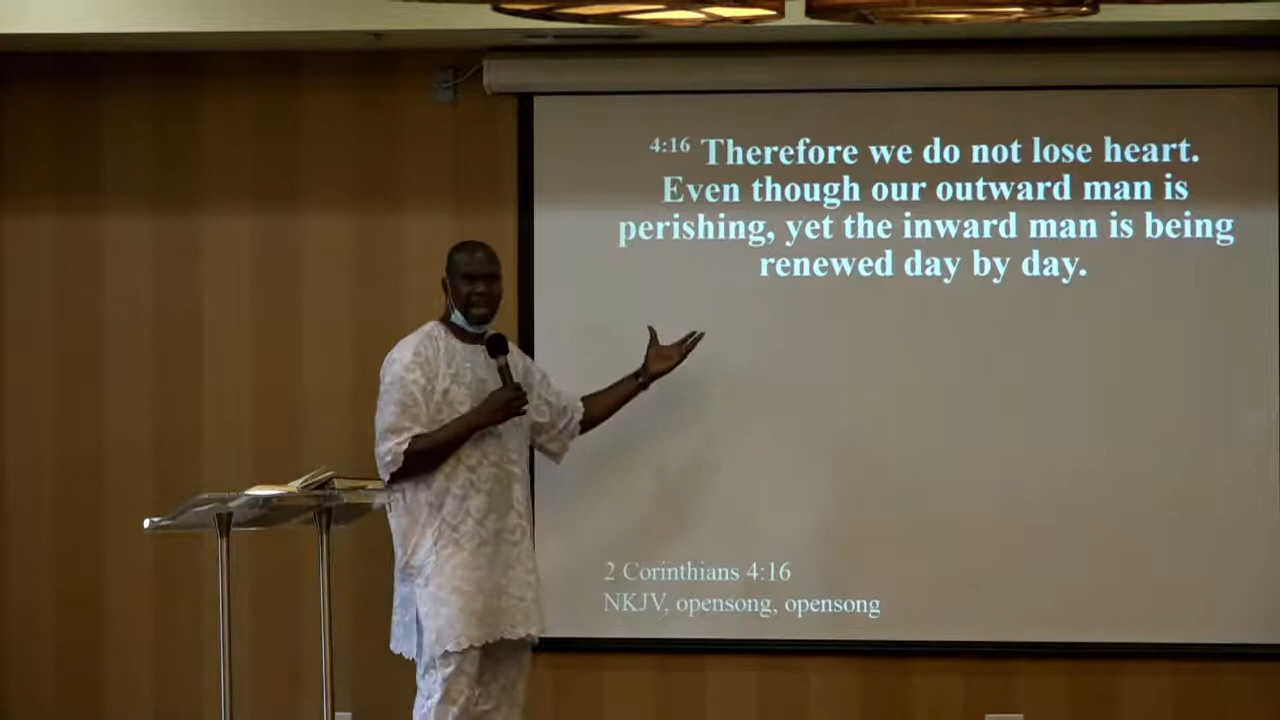 4:16 Therefore we do not lose heart.
Even though our outward man is
perishing, yet the inward man is being
renewed day by day.
2 Corinthians 4:16
NKJV, opensong, opensong